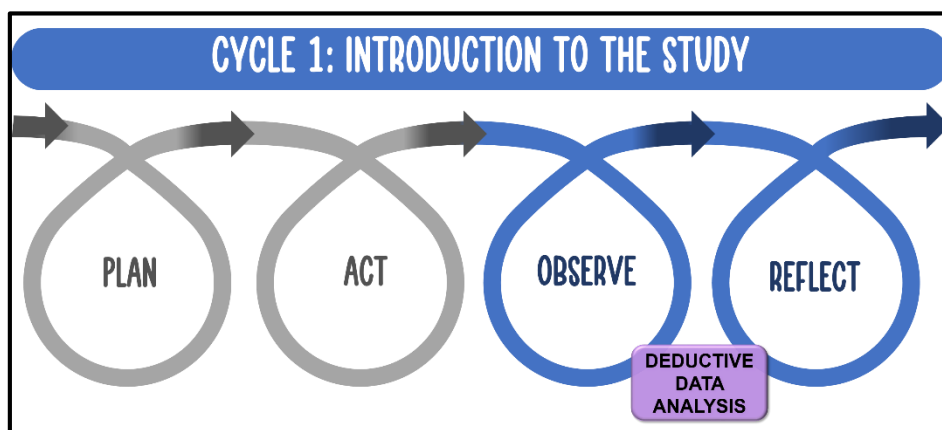 CYCLE 1: INTRODUCTION TO THE STUDY
PLAN
ACT
OBSERVE
REFLECT
DEDUCTIVE
DATA
ANALYSIS